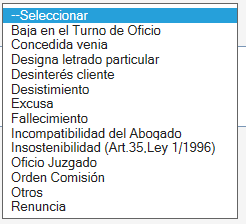 --Seleccionar
Baja en el Turno de Oficio
Concedida venia
Designa letrado particular
Desinterés cliente
Desistimiento
Excusa
Fallecimiento
Incompatibilidad del Abogado
Insostenibilidad (Art.35,Ley 1/1996)
Oficio Juzgado
Orden Comisión
Otros
Renuncia